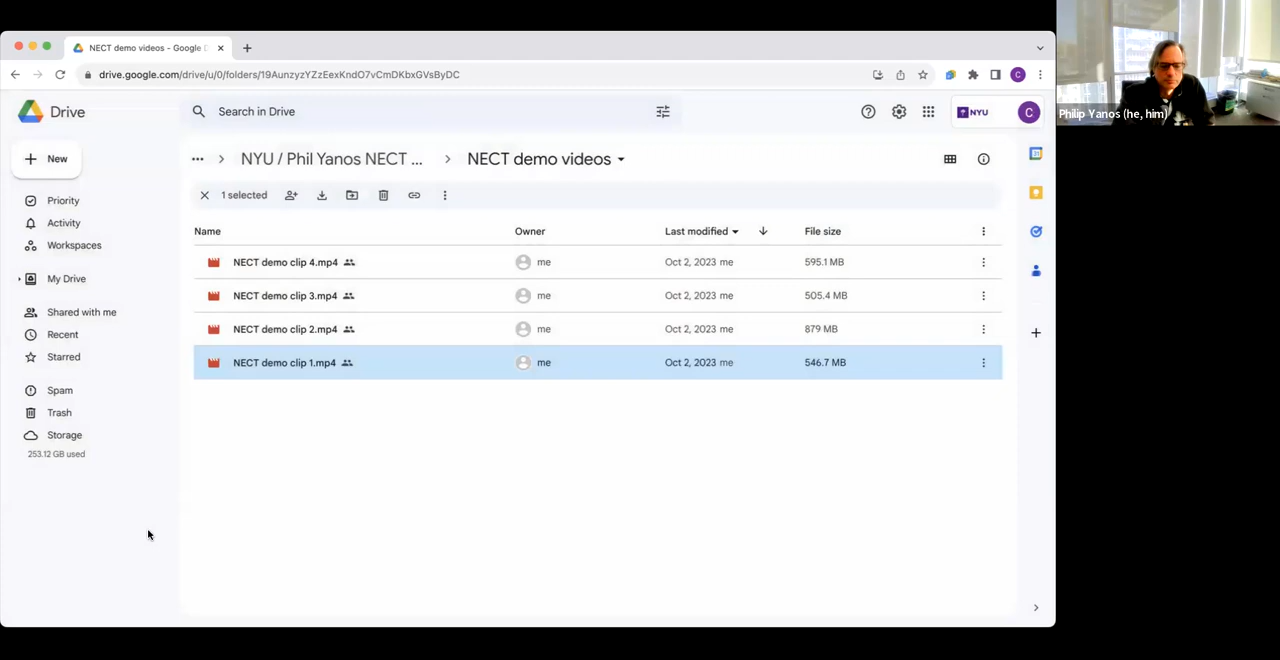 NECT demo videos - Google D
drive.google.com/drive/u/0/folders/19AunzyzYZzEexKndO7vCmDKbxGVsByDC
C
Drive
Search in Drive
NYU
C
Philip Yanos (he, him)
New
NYU / Phil Yanos NECT ...
NECT demo videos
1 selected
Priority
Activity
Workspaces
My Drive
Shared with me
Recent
Starred
Spam
Trash
Storage
253.12 GB used
Name Owner Last modified File size
NECT demo clip 4.mp4 me Oct 2, 2023 me 595.1 MB
NECT demo clip 3.mp4 me Oct 2, 2023 me 505.4 MB
NECT demo clip 2.mp4 me Oct 2, 2023 me 879 MB
NECT demo clip 1.mp4 me Oct 2, 2023 me 546.7 MB